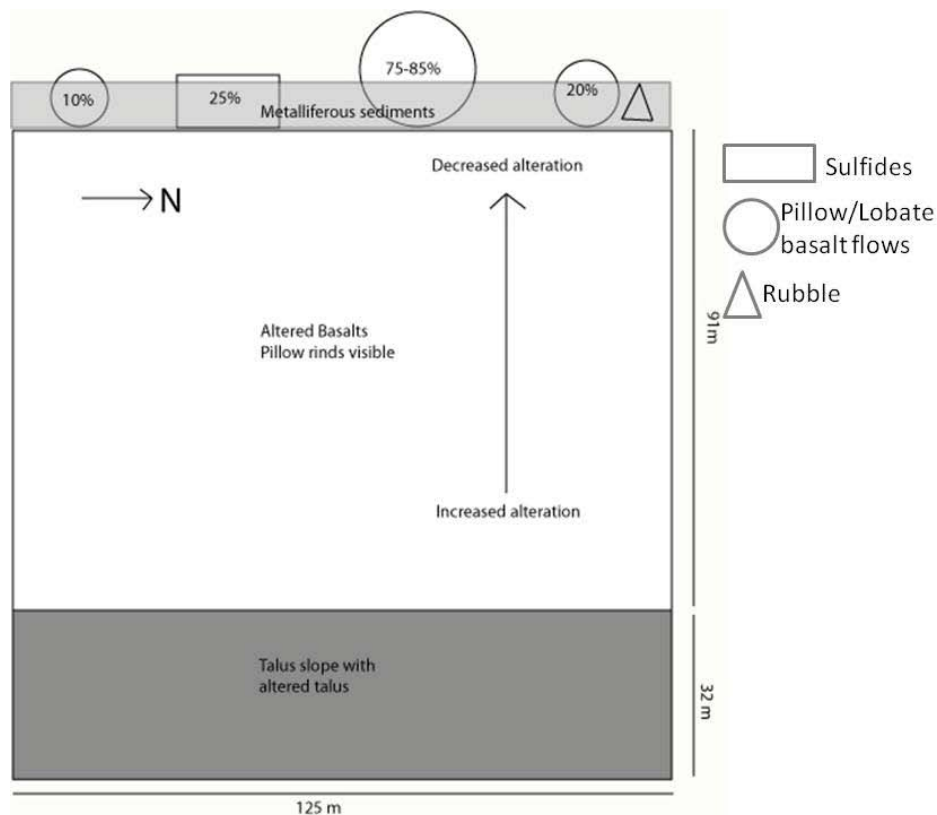 75-85%
10%
25%
20%
Metalliferous sediments
Decreased alteration
N
Altered Basalts
Pillow rinds visible
Increased alteration
Talus slope with
altered talus
125 m
91m
32 m
Sulfides
Pillow/Lobate
basalt flows
Rubble